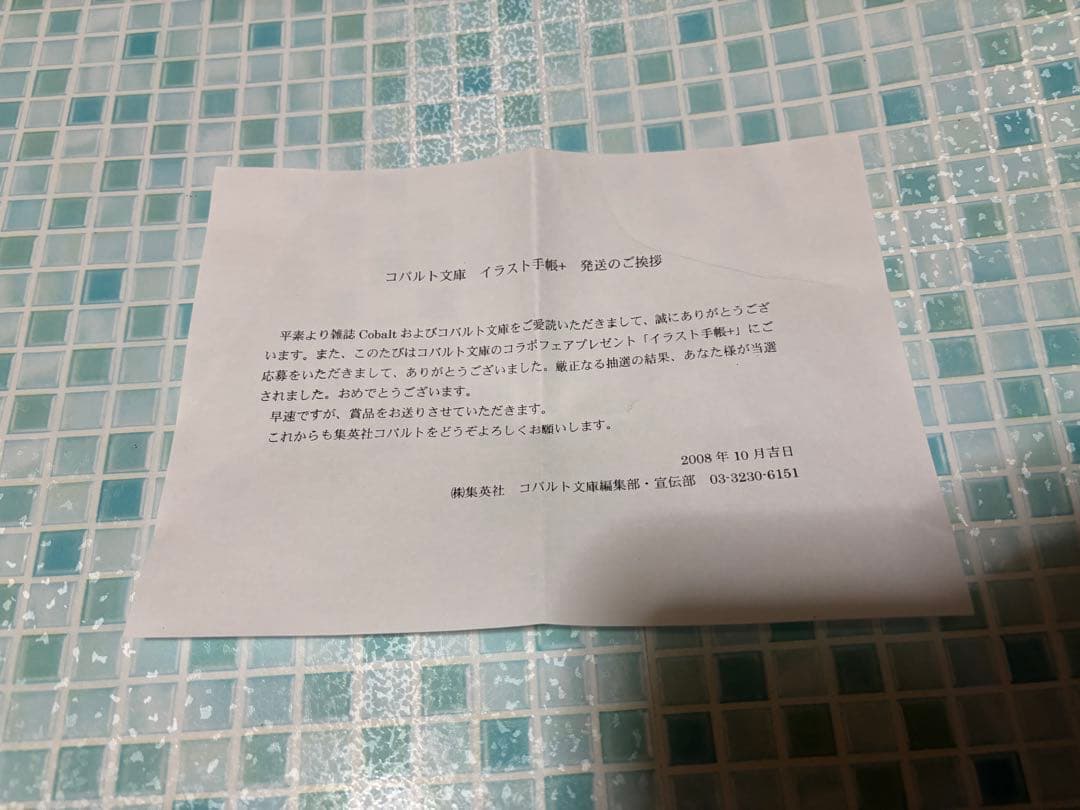 コバルト文庫　イラスト手帳+　発送のご挨拶
平素より雑誌 Cobalt およびコバルト文庫をご愛読いただきまして、誠にありがとうござ
います。また、このたびはコバルト文庫のコラボフェアプレゼント「イラスト手帳+」にご
応募をいただきまして、ありがとうございました。厳正なる抽選の結果、あなた様が当選
されました。おめでとうございます。
早速ですが、賞品をお送りさせていただきます。
これからも集英社コバルトをどうぞよろしくお願いします。
2008 年 10 月吉日
㈱集英社　コバルト文庫編集部・宣伝部　03-3230-6151